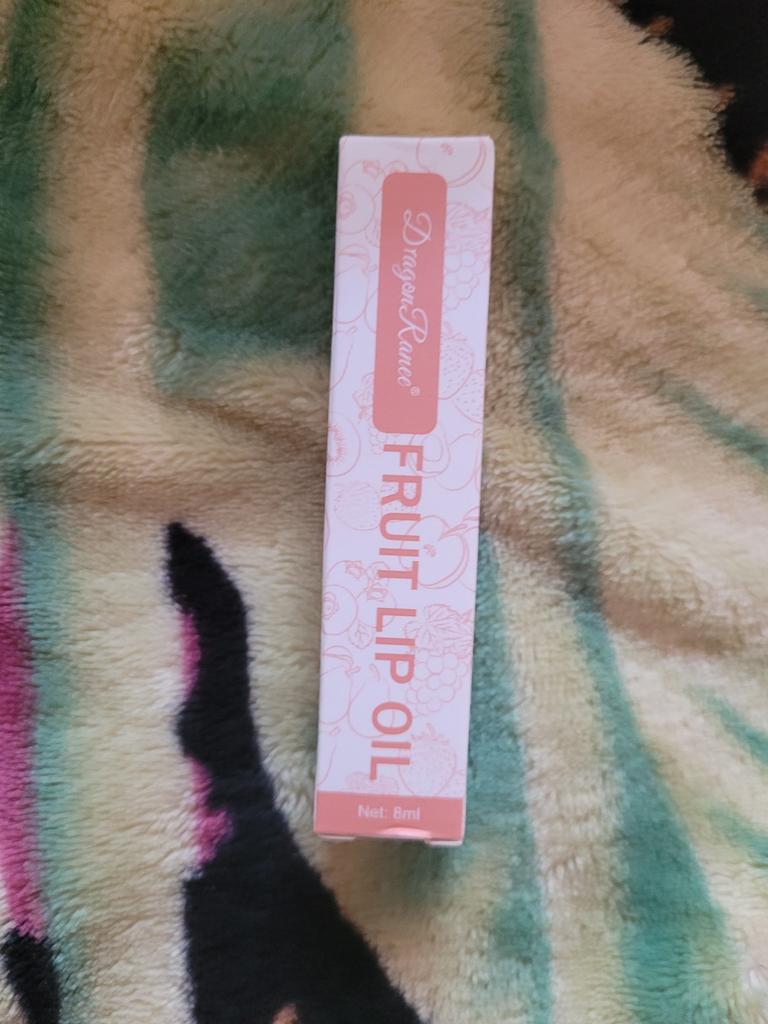 DragonRanee®
FRUIT LIP OIL
Net: 8ml